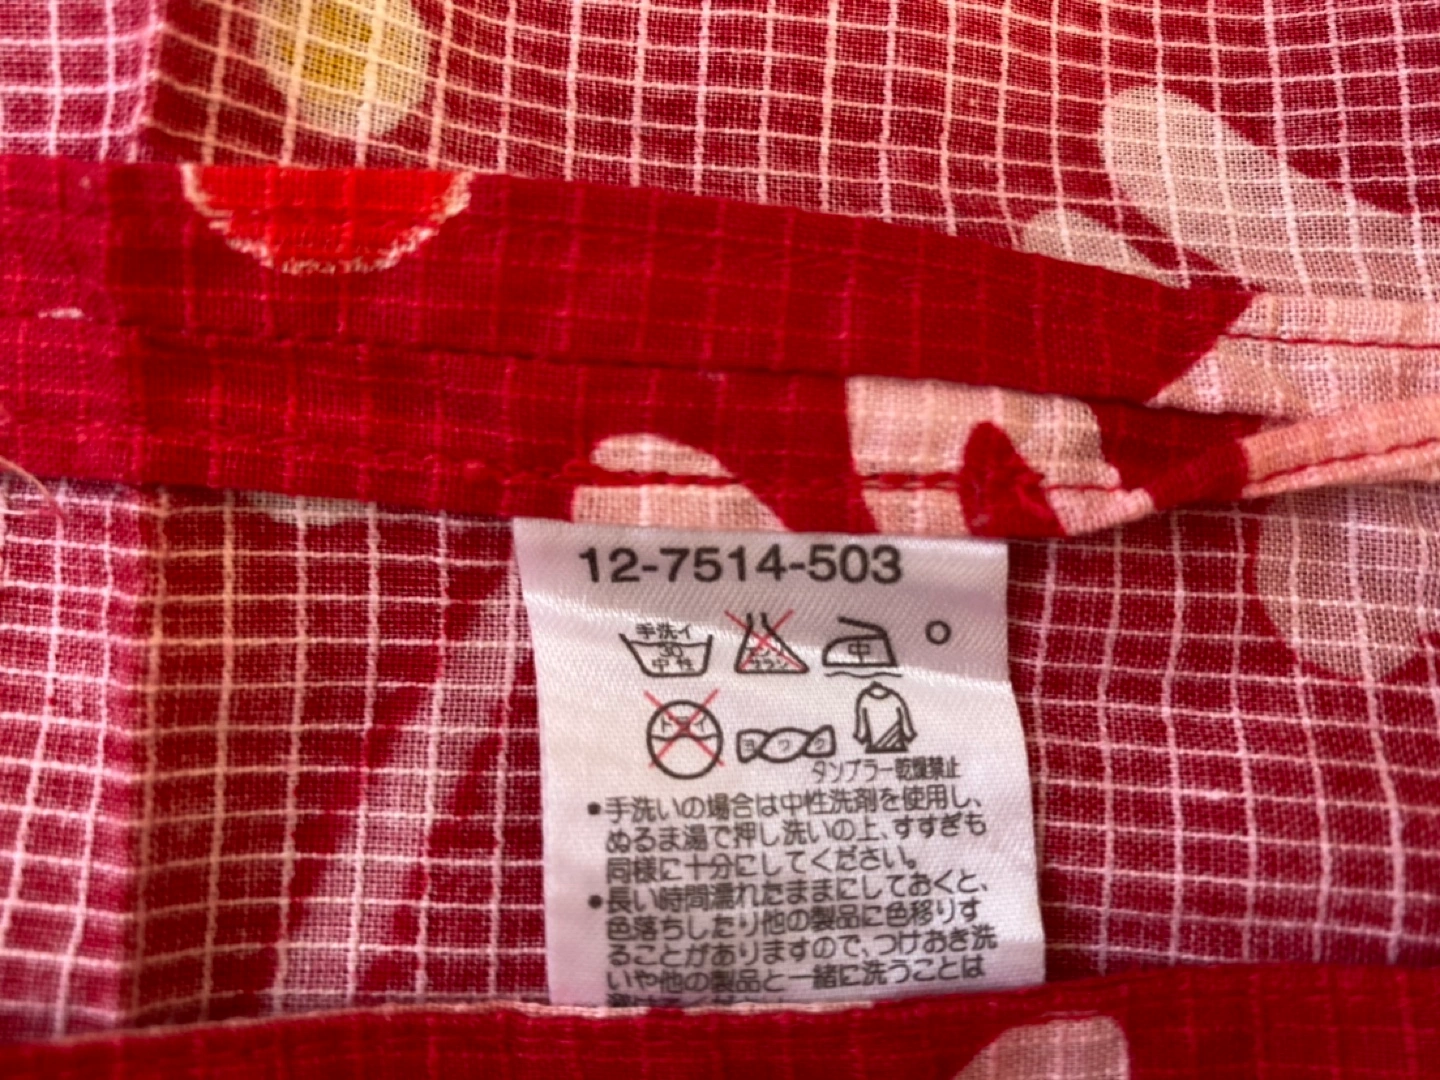 12-7514-503
手洗イ
30
中性
エンソ
サラシ
中
ドライ
ヨワク
タンブラー乾燥禁止
•手洗いの場合は中性洗剤を使用し、
ぬるま湯で押し洗いの上、すすぎも
同様に十分にしてください。
•長い時間濡れたままにしておくと、
色落ちしたり他の製品に色移りす
ることがありますので、つけおき洗
いや他の製品と一緒に洗うことは